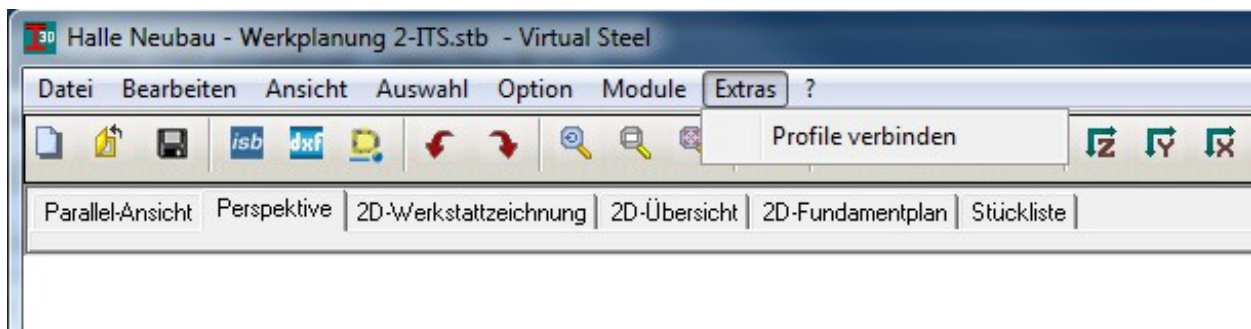 3D Halle Neubau - Werkplanung 2-ITS.stb - Virtual Steel
Datei Bearbeiten Ansicht Auswahl Option Module Extras ?
isb dxf Profile verbinden Z Y X
Parallel-Ansicht Perspektive 2D-Werkstattzeichnung 2D-Übersicht 2D-Fundamentplan Stückliste